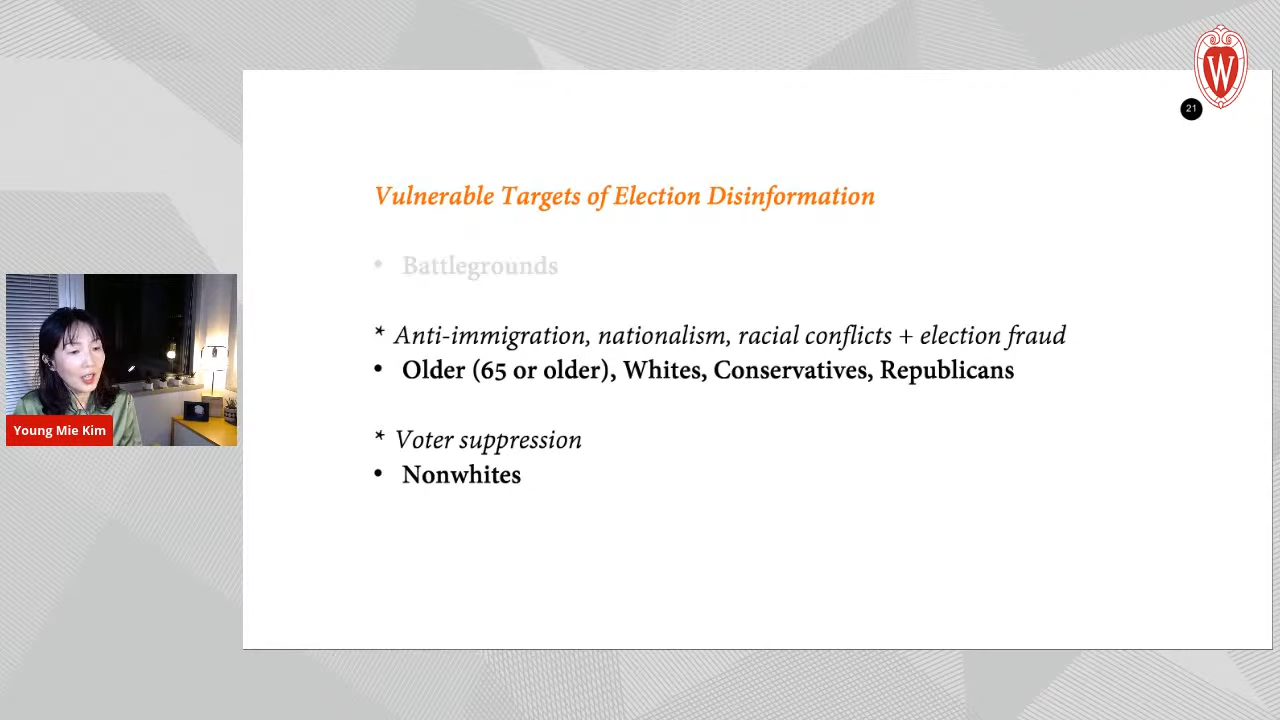 W
21
Vulnerable Targets of Election Disinformation
• Battlegrounds
* Anti-immigration, nationalism, racial conflicts + election fraud
• Older (65 or older), Whites, Conservatives, Republicans
* Voter suppression
• Nonwhites
Young Mie Kim